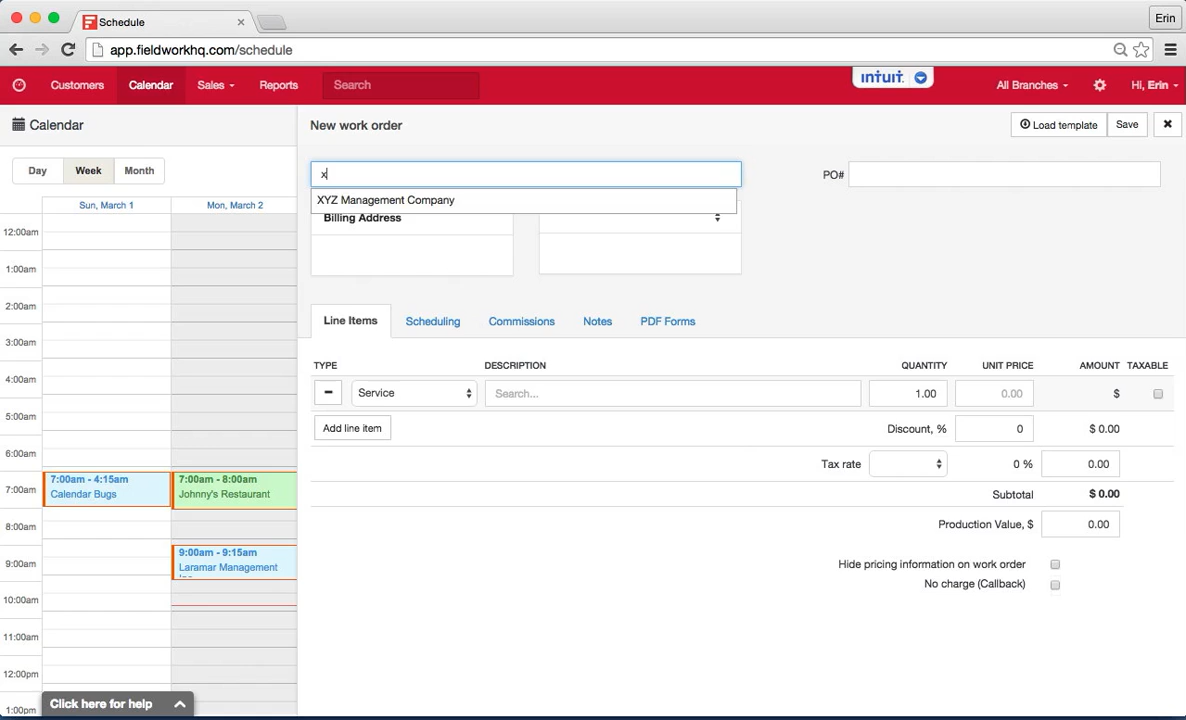 Schedule
Erin
app.fieldworkhq.com/schedule
Customers Calendar Sales Reports Search intuit. All Branches Hi, Erin
Calendar New work order Load template Save
Day Week Month
x PO#
XYZ Management Company
Billing Address
Sun, March 1 Mon, March 2
12:00am
1:00am
2:00am
3:00am
4:00am
5:00am
6:00am
7:00am
8:00am
9:00am
10:00am
11:00am
12:00pm
1:00pm
7:00am - 4:15am
Calendar Bugs
7:00am - 8:00am
Johnny's Restaurant
9:00am - 9:15am
Laramar Management
Line Items Scheduling Commissions Notes PDF Forms
TYPE DESCRIPTION QUANTITY UNIT PRICE AMOUNT TAXABLE
Service Search... 1.00 0.00 $
Add line item Discount, % 0 $ 0.00
Tax rate 0 % 0.00
Subtotal $ 0.00
Production Value, $ 0.00
Hide pricing information on work order
No charge (Callback)
Click here for help